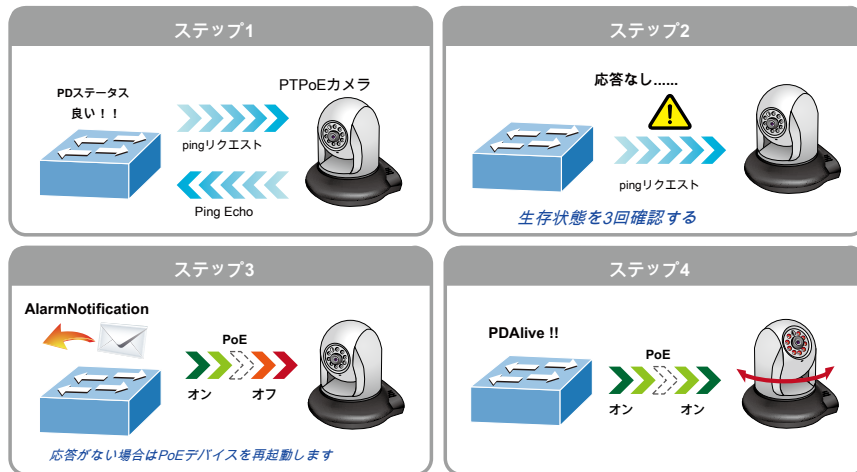 ステップ1
PDステータス
良い！！
PTPoEカメラ
pingリクエスト
Ping Echo
ステップ2
応答なし......
pingリクエスト
生存状態を3回確認する
ステップ3
AlarmNotification
PoE
オン
オフ
応答がない場合はPoEデバイスを再起動します
ステップ4
PDAlive !!
PoE
オン
オン